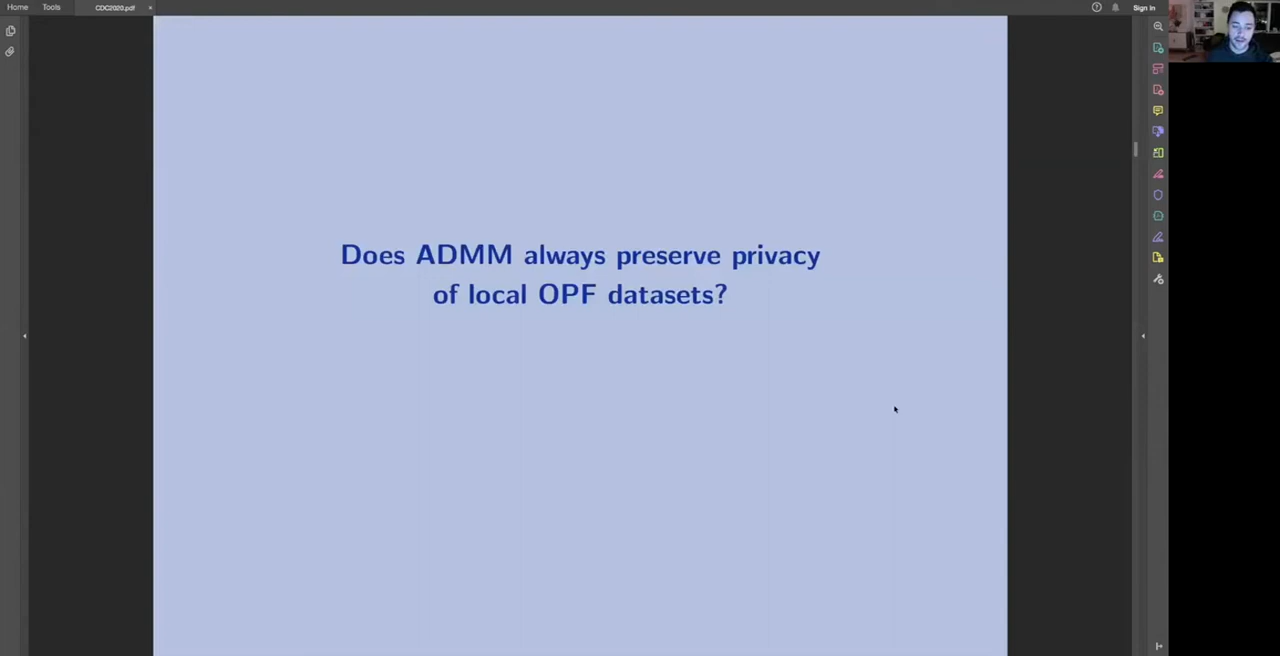 Home Tools CDC2020.pdf × Sign In
Does ADMM always preserve privacy
of local OPF datasets?